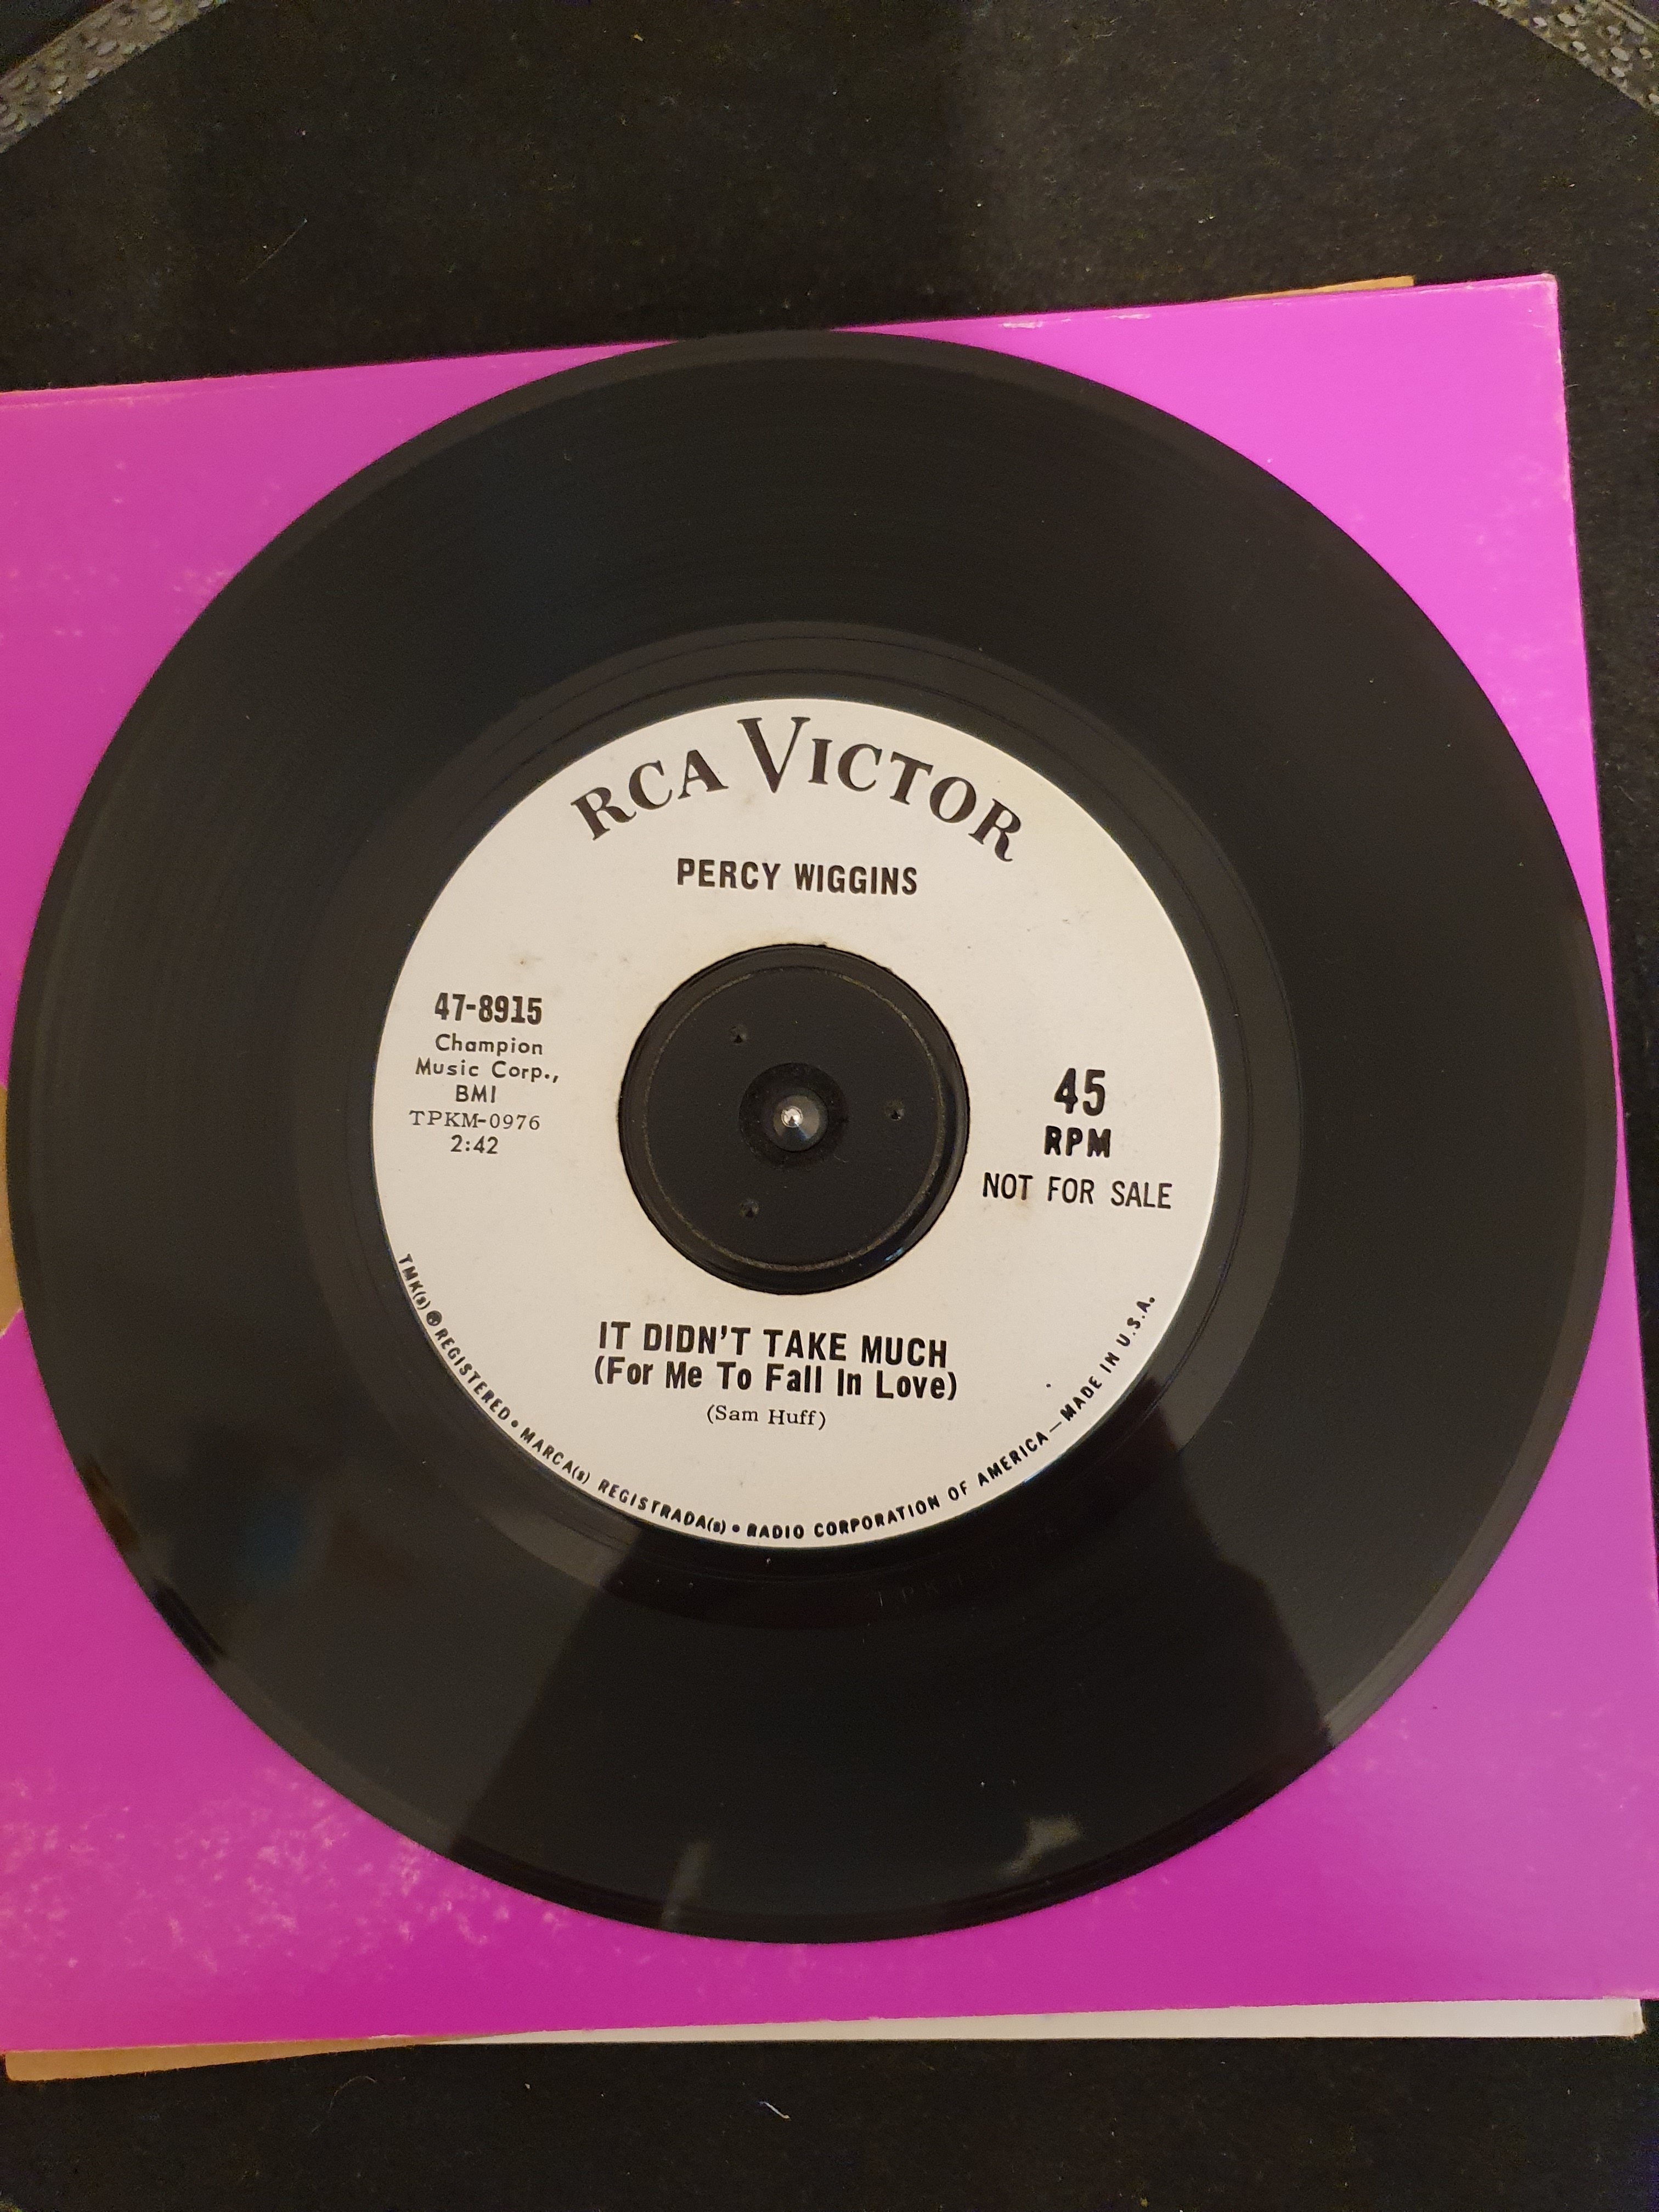 RCA VICTOR
PERCY WIGGINS
47-8915
Champion
Music Corp.,
BMI
TPKM-0976
2:42
45
RPM
NOT FOR SALE
IT DIDN'T TAKE MUCH
(For Me To Fall In Love)
(Sam Huff)
TMK(s) ® REGISTERED • MARCA(s) REGISTRADA(s) • RADIO CORPORATION OF AMERICA—MADE IN U.S.A.